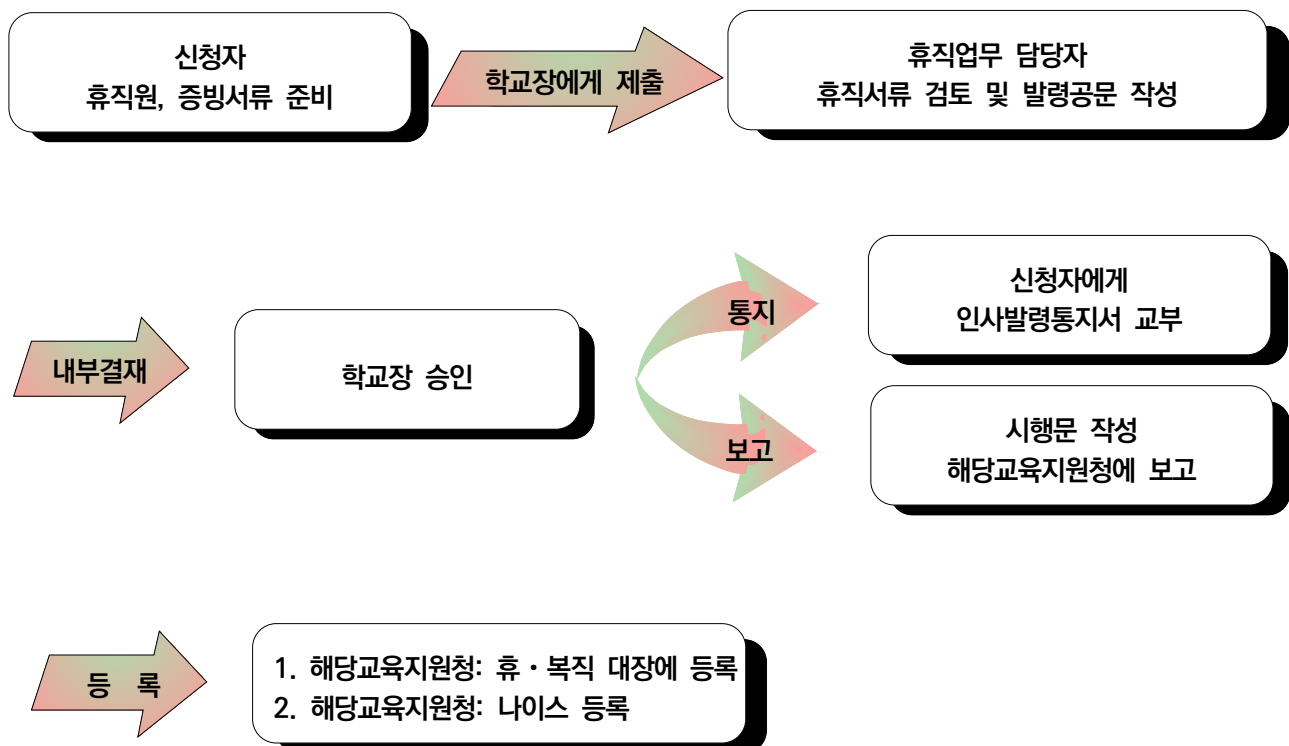 신청자
휴직원, 증빙서류 준비
학교장에게 제출
휴직업무 담당자
휴직서류 검토 및 발령공문 작성
내부결재
학교장 승인
통지
신청자에게
인사발령통지서 교부
보고
시행문 작성
해당교육지원청에 보고
등 록
1. 해당교육지원청: 휴・복직 대장에 등록
2. 해당교육지원청: 나이스 등록